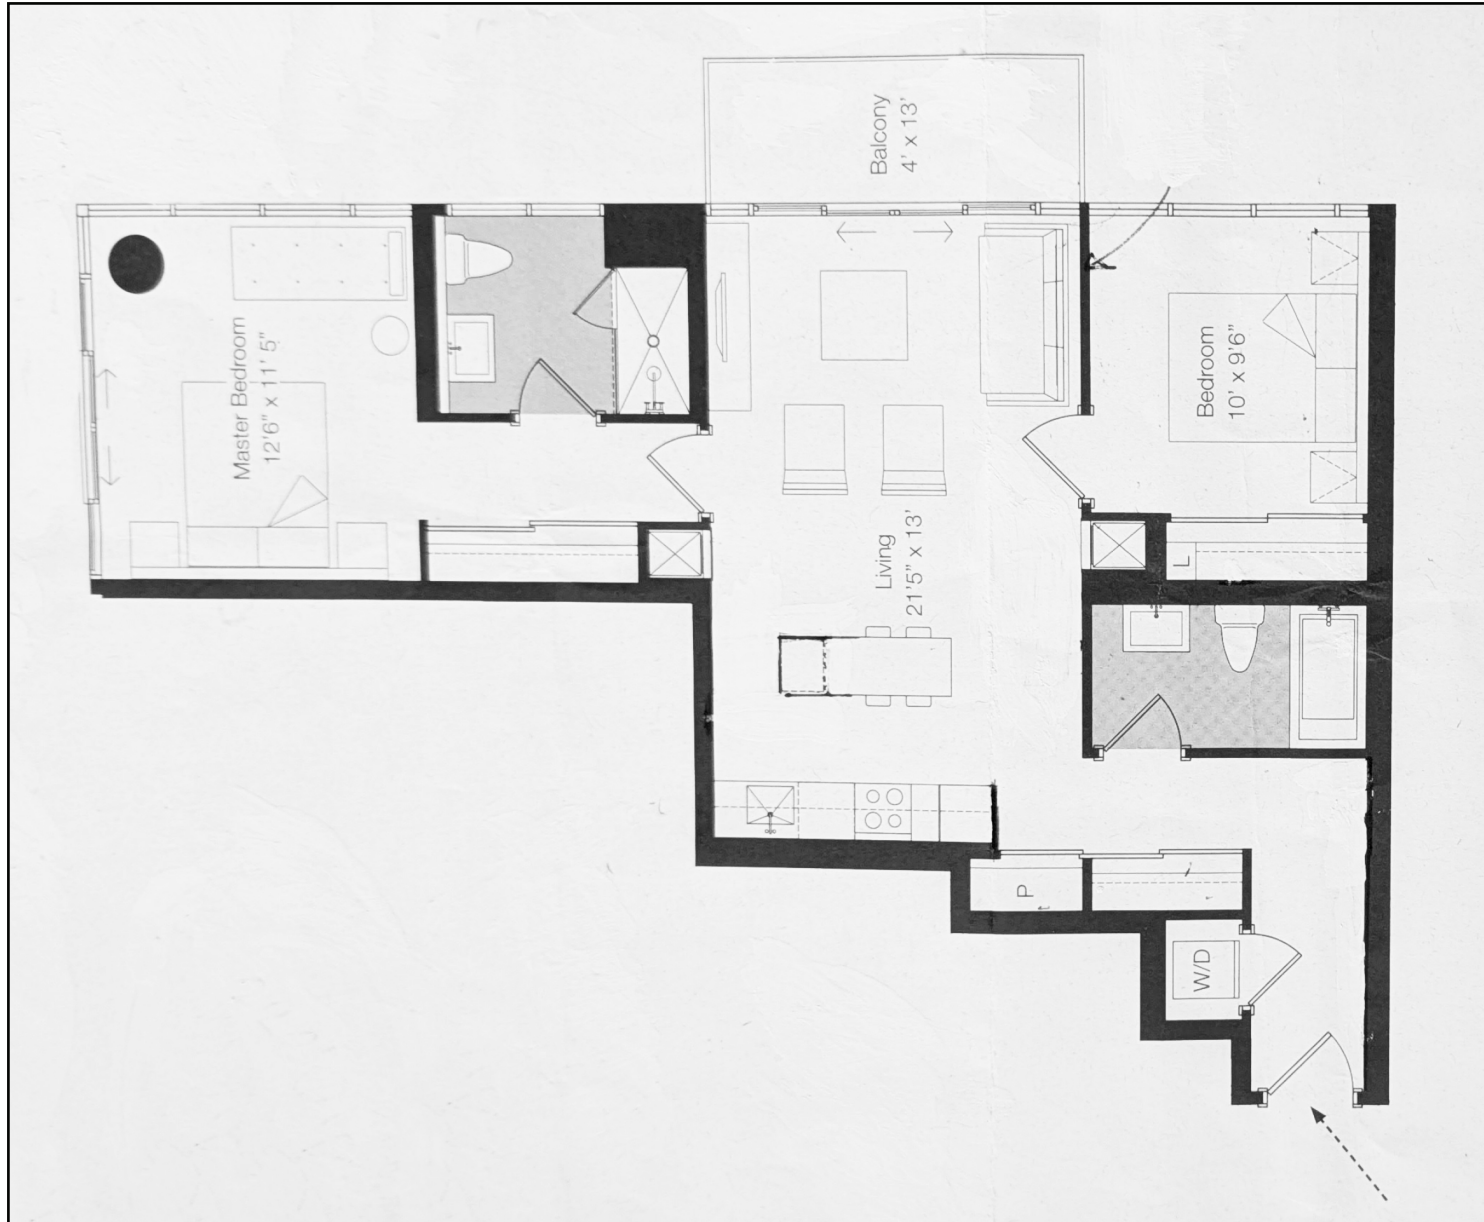 Balcony
4' x 13'
Master Bedroom
12'6" x 11' 5"
Bedroom
10' x 9'6"
Living
21'5" x 13'
L
P
W/D